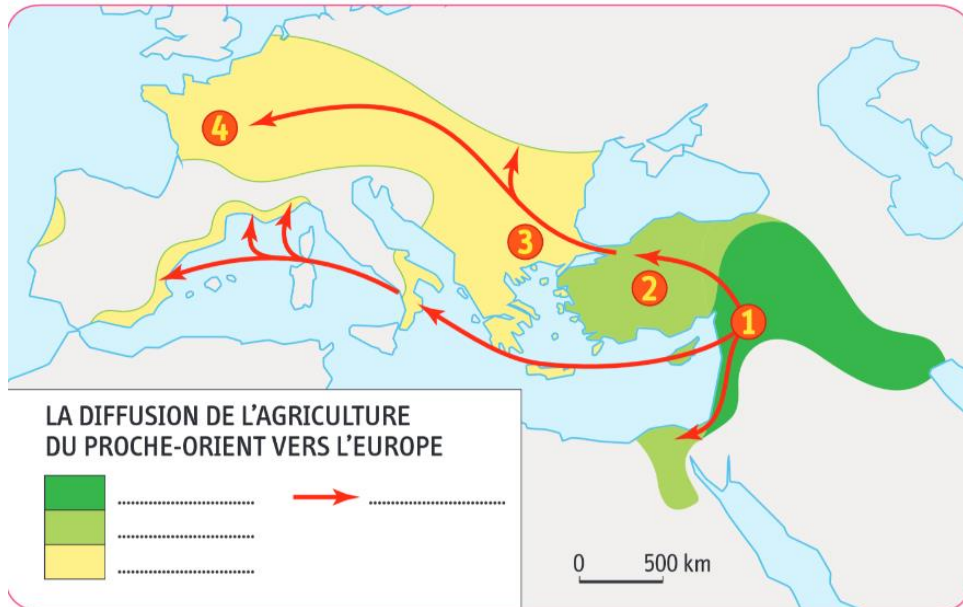 4
3
2
1
LA DIFFUSION DE L'AGRICULTURE
DU PROCHE-ORIENT VERS L'EUROPE
........................................
........................................
........................................
........................................
0 500 km